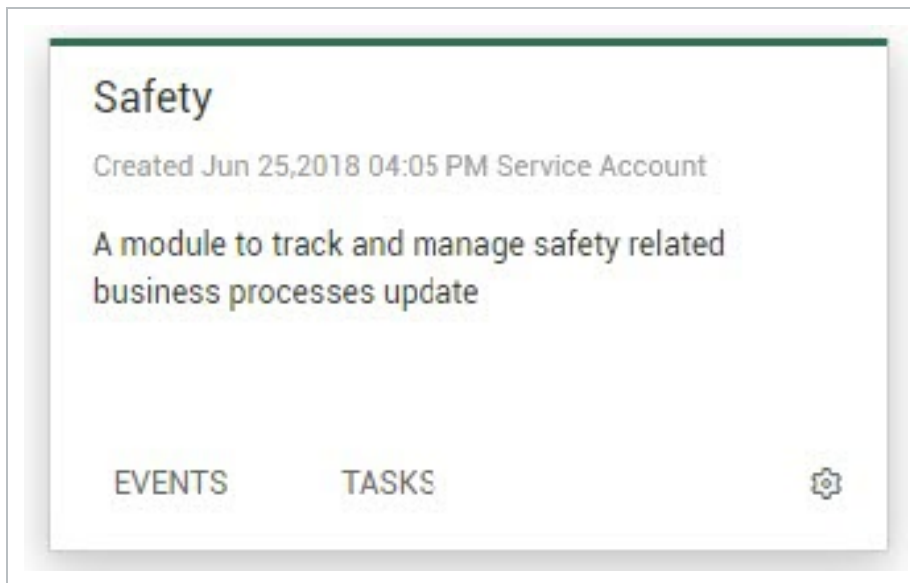 Safety
Created Jun 25,2018 04:05 PM Service Account
A module to track and manage safety related
business processes update
EVENTS TASKS